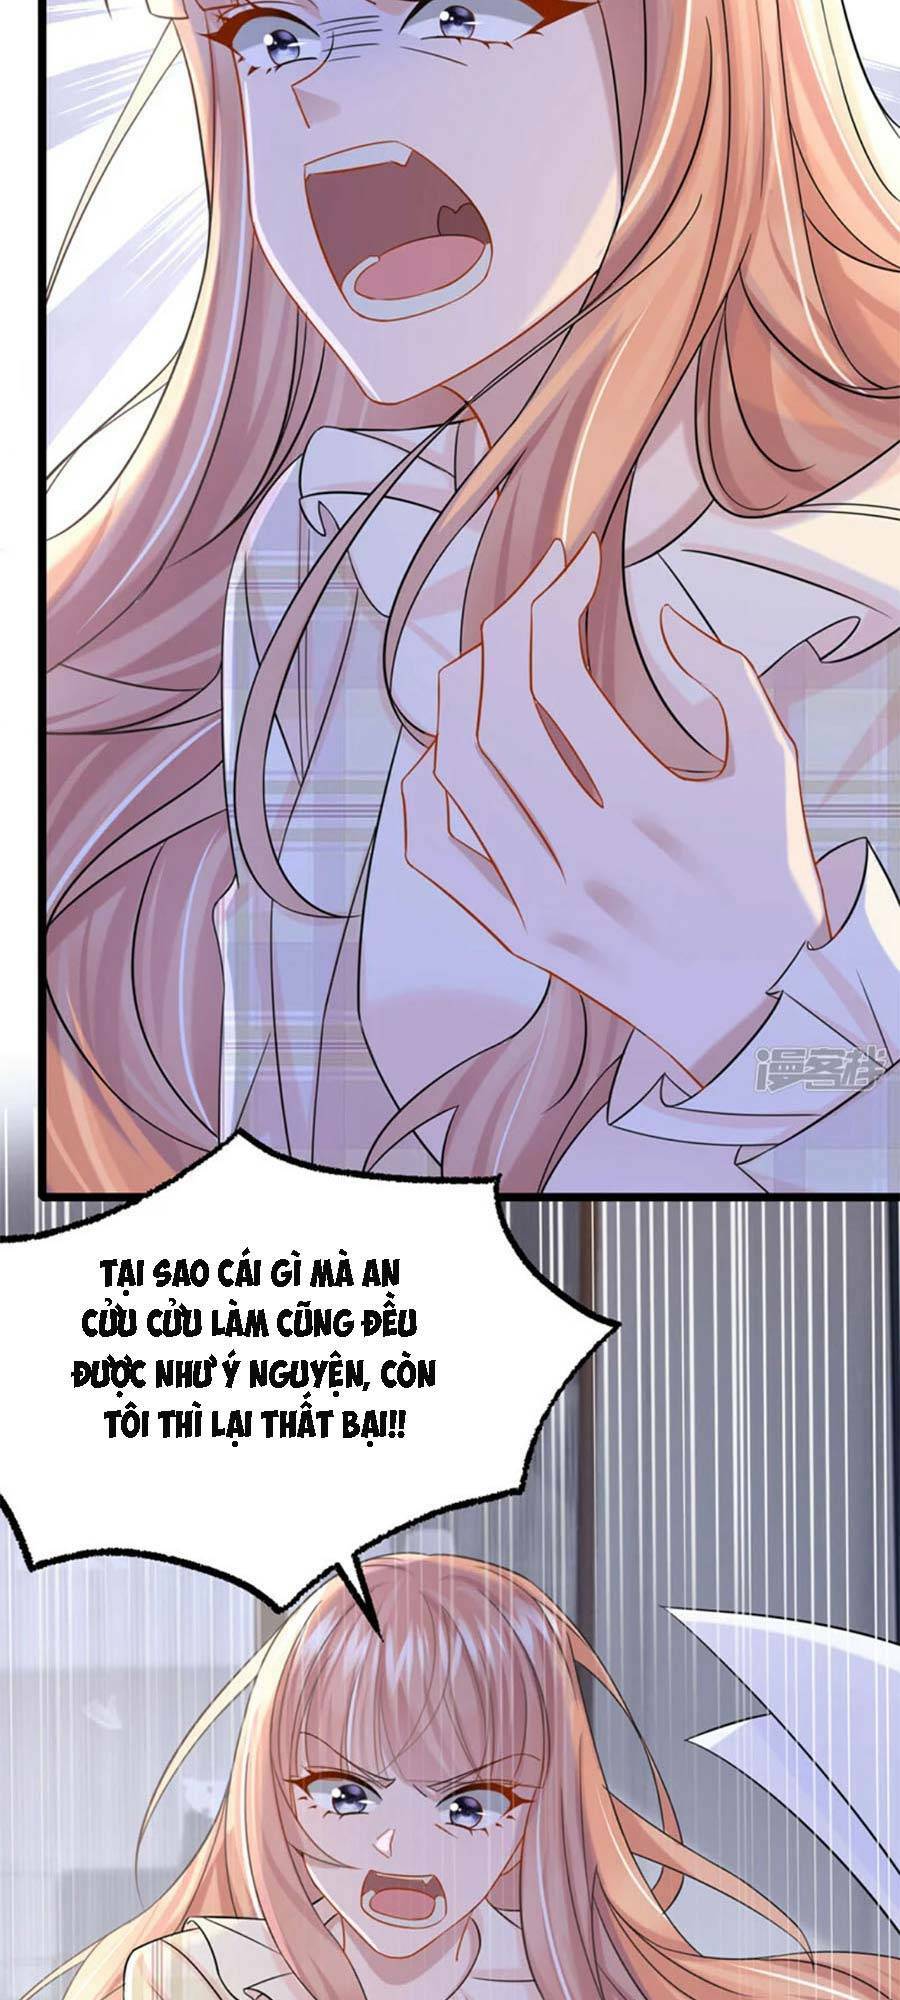 漫客栈
TẠI SAO CÁI GÌ MÀ AN
CỬU CỬU LÀM CŨNG ĐỀU
ĐƯỢC NHƯ Ý NGUYỆN, CÒN
TÔI THÌ LẠI THẤT BẠI!!